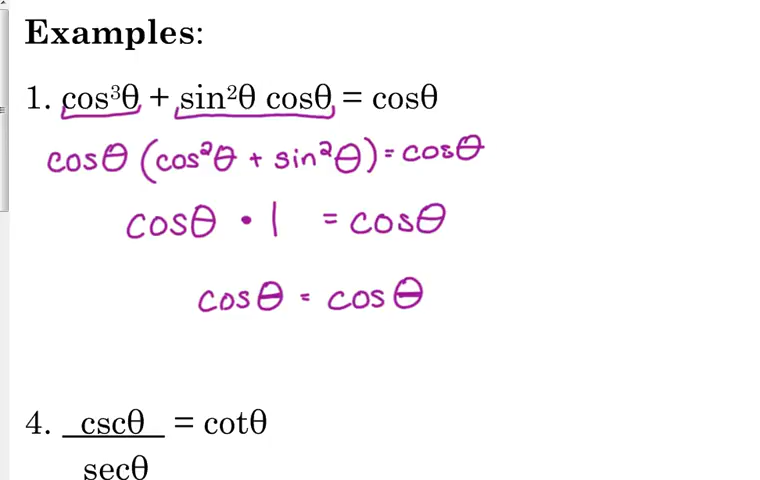 Examples:
1. cos³θ + sin²θ cosθ = cosθ
cosθ (cos²θ + sin²θ) = cosθ
cosθ • 1 = cosθ
cosθ = cosθ
4. cscθ = cotθ
secθ